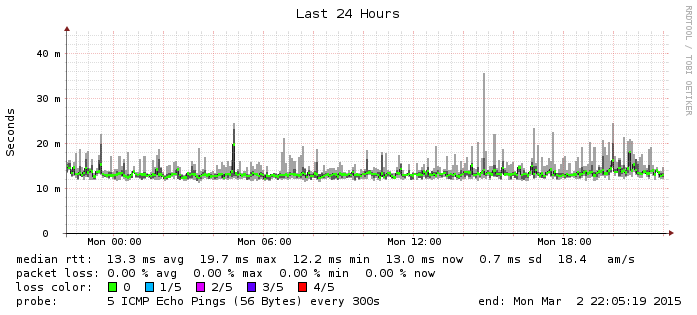 Last 24 Hours
RRDTOOL / TOBI OETIKER
Seconds
40 m
30 m
20 m
10 m
0
Mon 00:00 Mon 06:00 Mon 12:00 Mon 18:00
median rtt: 13.3 ms avg 19.7 ms max 12.2 ms min 13.0 ms now 0.7 ms sd 18.4 am/s
packet loss: 0.00 % avg 0.00 % max 0.00 % min 0.00 % now
loss color: 0 1/5 2/5 3/5 4/5
probe: 5 ICMP Echo Pings (56 Bytes) every 300s end: Mon Mar 2 22:05:19 2015